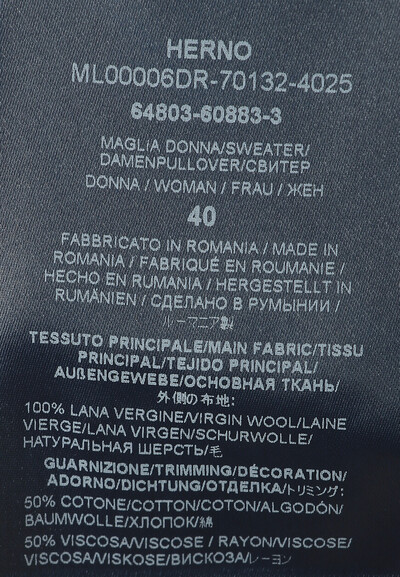 HERNO
ML00006DR-70132-4025
64803-60883-3
MAGLIA DONNA/SWEATER/
DAMENPULLOVER/СВИТЕР
DONNA / WOMAN / FRAU / ЖЕН
40
FABBRICATO IN ROMANIA / MADE IN
ROMANIA / FABRIQUÉ EN ROUMANIE /
HECHO EN RUMANIA / HERGESTELLT IN
RUMÄNIEN / СДЕЛАНО В РУМЫНИИ /
ルーマニア製
TESSUTO PRINCIPALE/MAIN FABRIC/TISSU
PRINCIPAL/TEJIDO PRINCIPAL/
AUßENGEWEBE/ОСНОВНАЯ ТКАНЬ/
外側の布地:
100% LANA VERGINE/VIRGIN WOOL/LAINE
VIERGE/LANA VIRGEN/SCHURWOLLE/
НАТУРАЛЬНАЯ ШЕРСТЬ/毛
GUARNIZIONE/TRIMMING/DÉCORATION/
ADORNO/DICHTUNG/ОТДЕЛКА/トリミング:
50% COTONE/COTTON/COTON/ALGODÓN/
BAUMWOLLE/ХЛОПОК/綿
50% VISCOSA/VISCOSE / RAYON/VISCOSE/
VISCOSA/VISKOSE/ВИСКОЗА/レーヨン